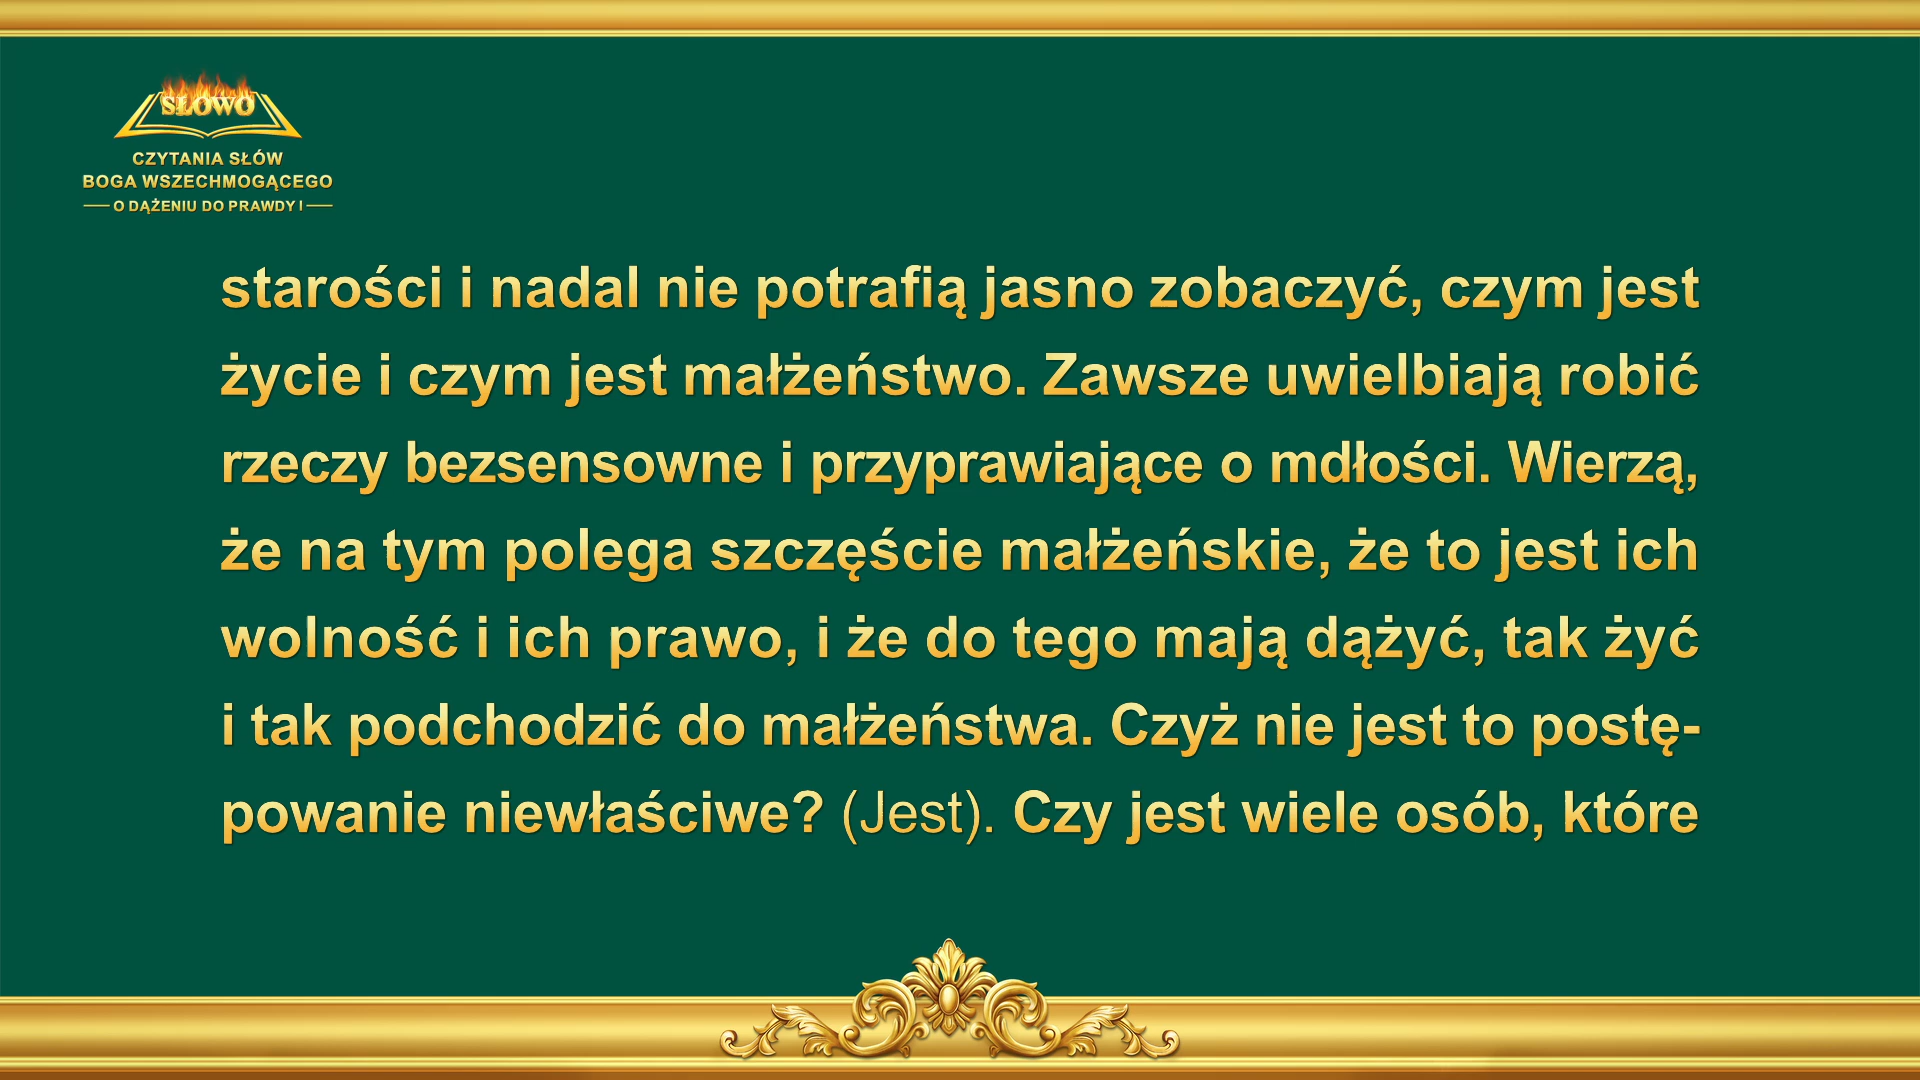 SŁOWO
CZYTANIA SŁÓW
BOGA WSZECHMOGĄCEGO
O DĄŻENIU DO PRAWDY I
starości i nadal nie potrafią jasno zobaczyć, czym jest
życie i czym jest małżeństwo. Zawsze uwielbiają robić
rzeczy bezsensowne i przyprawiające o mdłości. Wierzą,
że na tym polega szczęście małżeńskie, że to jest ich
wolność i ich prawo, i że do tego mają dążyć, tak żyć
i tak podchodzić do małżeństwa. Czyż nie jest to postę-
powanie niewłaściwe? (Jest). Czy jest wiele osób, które